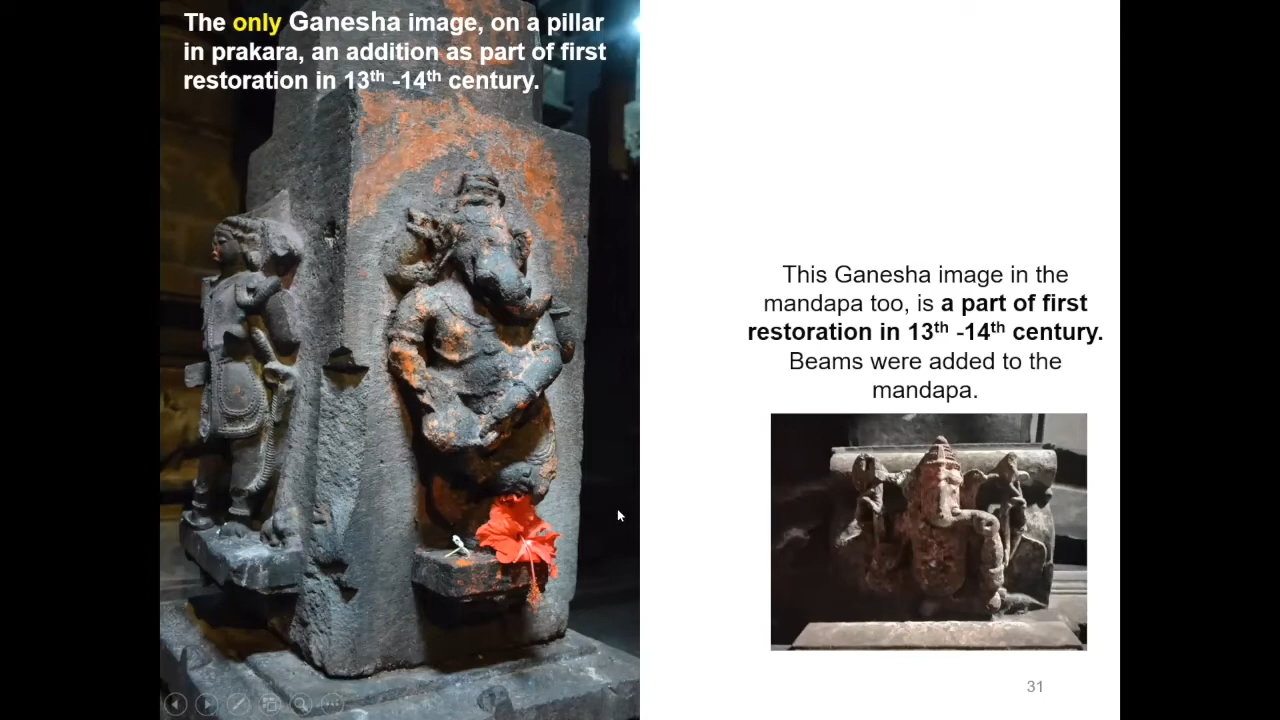 The only Ganesha image, on a pillar
in prakara, an addition as part of first
restoration in 13th -14th century.
This Ganesha image in the
mandapa too, is a part of first
restoration in 13th -14th century.
Beams were added to the
mandapa.
31